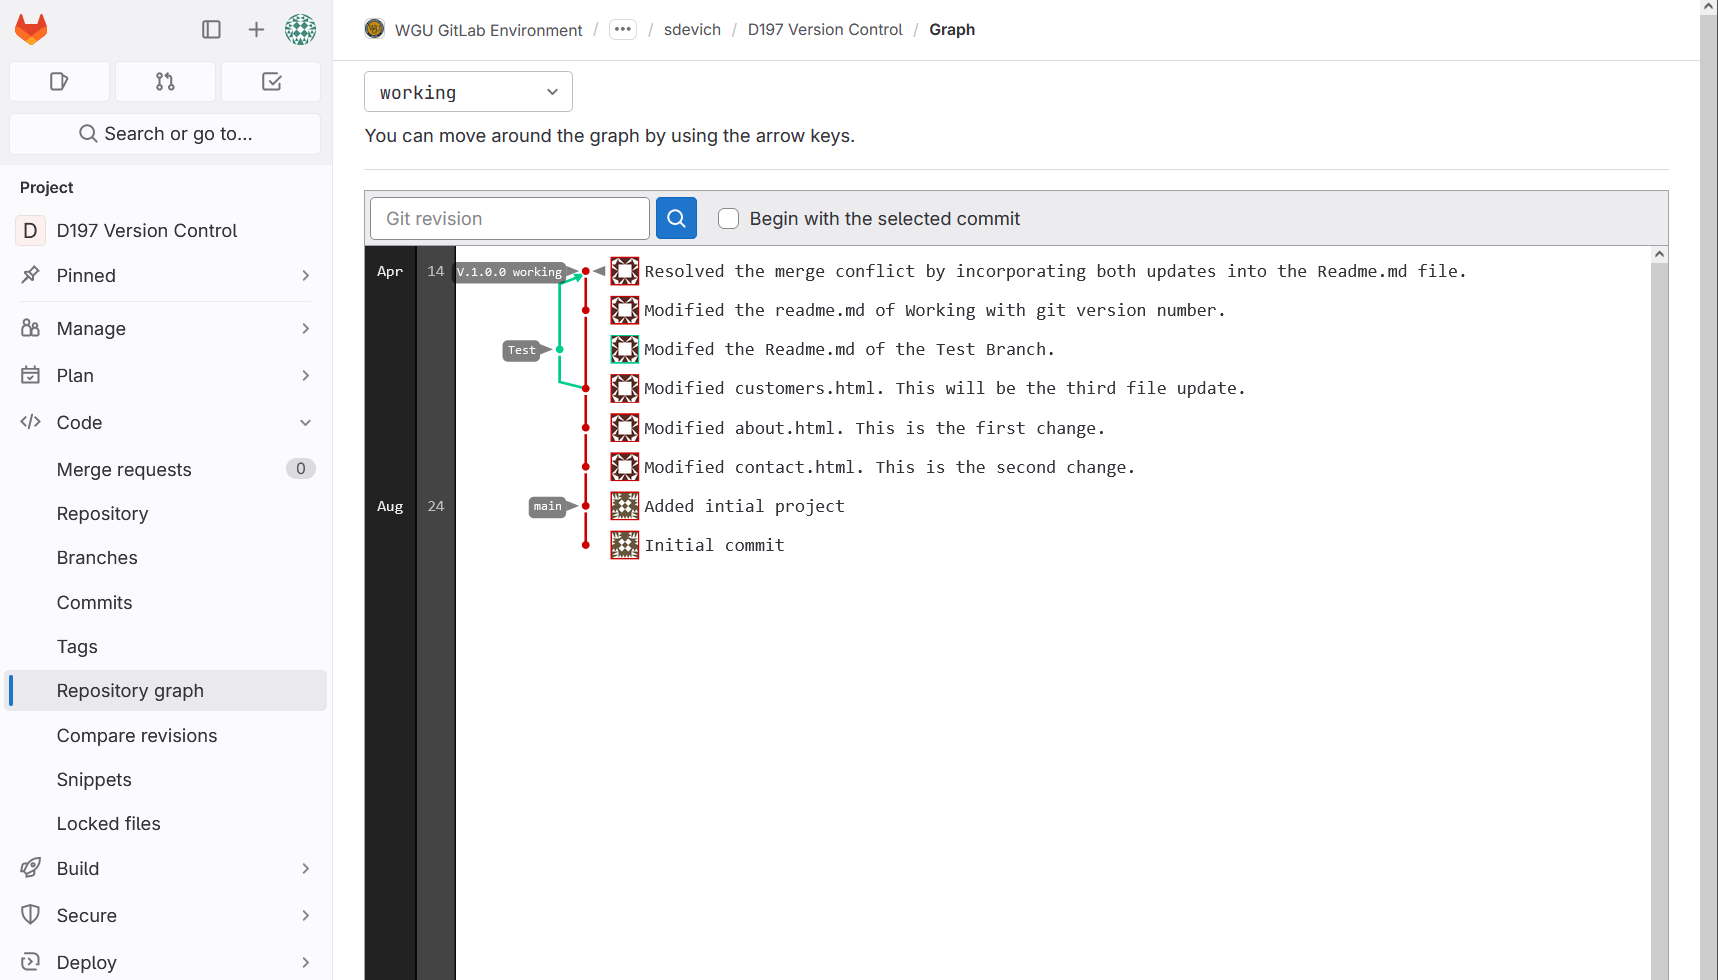 WGU GitLab Environment / ••• / sdevich / D197 Version Control / Graph
Search or go to...
Project
D D197 Version Control
Pinned
Manage
Plan
Code
Merge requests 0
Repository
Branches
Commits
Tags
Repository graph
Compare revisions
Snippets
Locked files
Build
Secure
Deploy
working
You can move around the graph by using the arrow keys.
Git revision
Begin with the selected commit
Apr 14 V.1.0.0 working Resolved the merge conflict by incorporating both updates into the Readme.md file.
Modified the readme.md of Working with git version number.
Test Modifed the Readme.md of the Test Branch.
Modified customers.html. This will be the third file update.
Modified about.html. This is the first change.
Modified contact.html. This is the second change.
Aug 24 main Added intial project
Initial commit